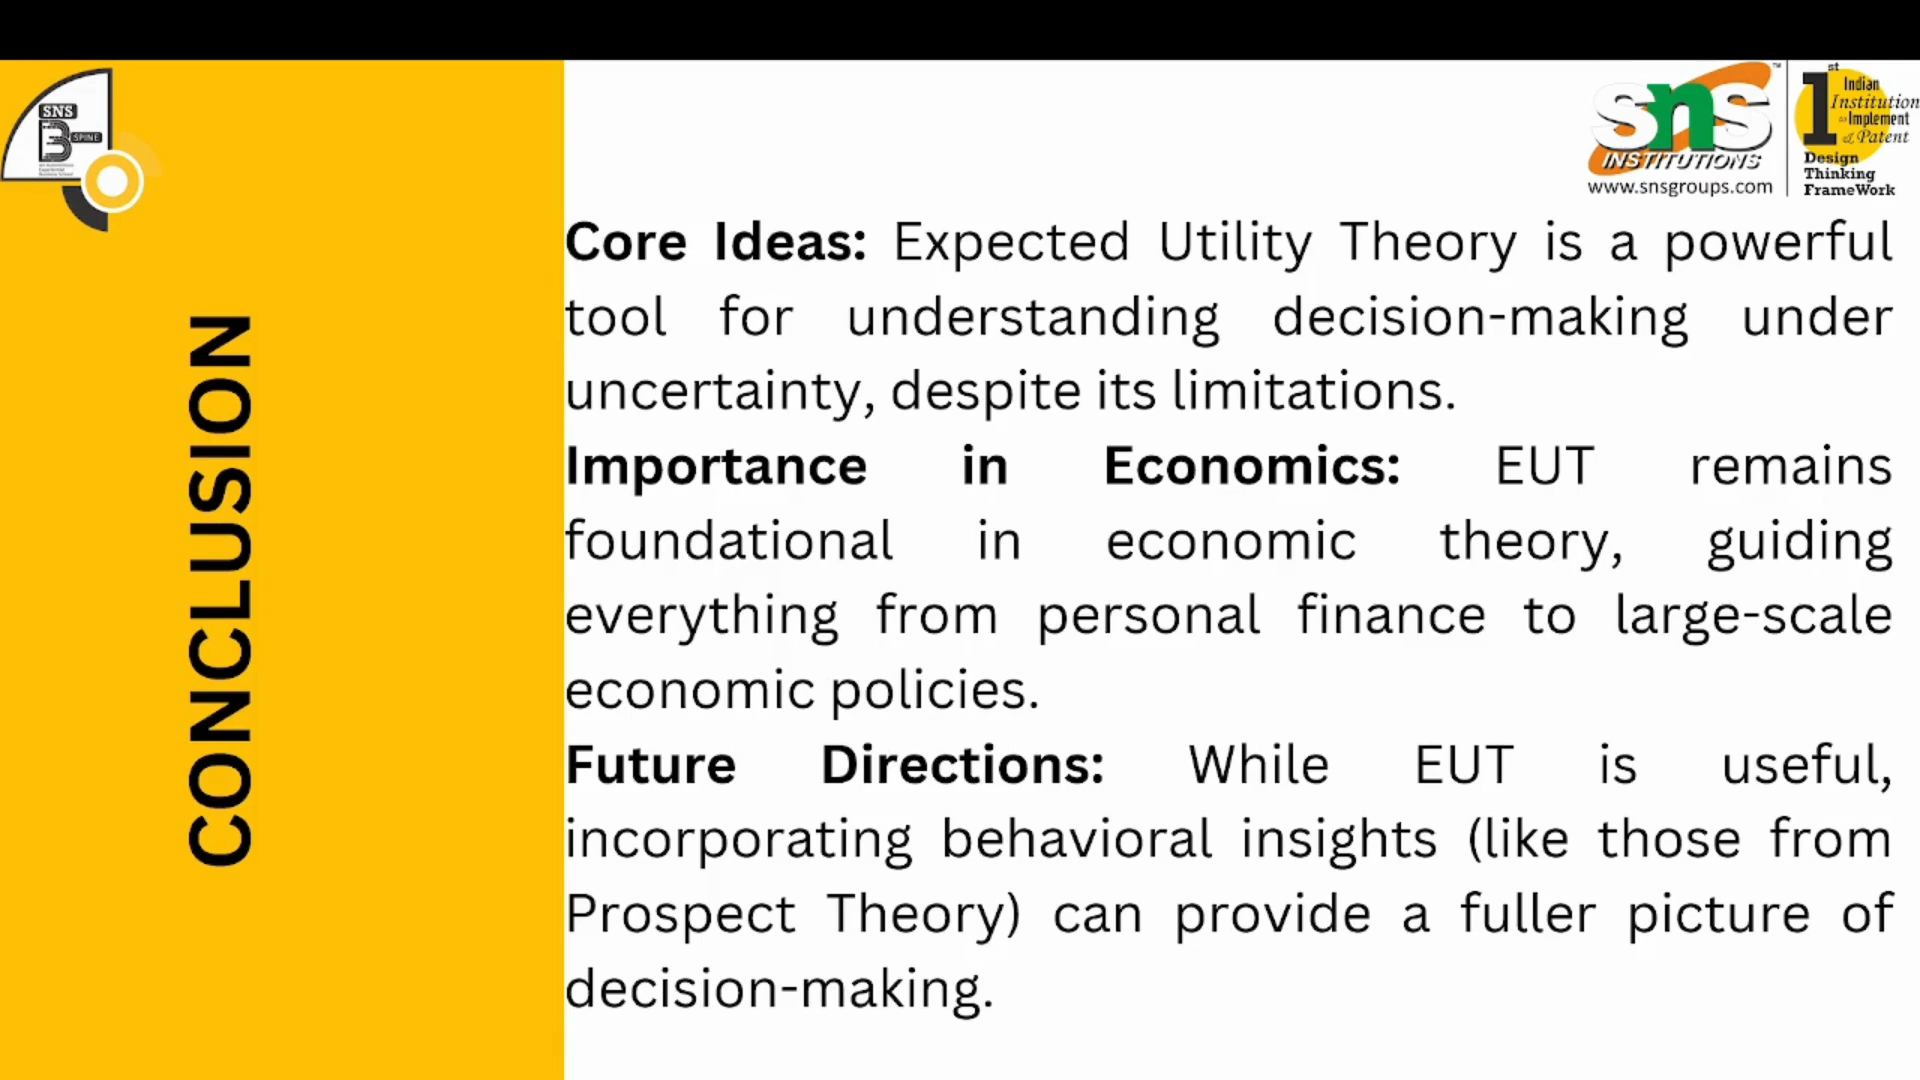 SNS
B
SPINE
sns
INSTITUTIONS
www.snsgroups.com
1st
Indian
Institution
to Implement
& Patent
Design
Thinking
FrameWork
CONCLUSION
Core Ideas: Expected Utility Theory is a powerful
tool for understanding decision-making under
uncertainty, despite its limitations.
Importance in Economics: EUT remains
foundational in economic theory, guiding
everything from personal finance to large-scale
economic policies.
Future Directions: While EUT is useful,
incorporating behavioral insights (like those from
Prospect Theory) can provide a fuller picture of
decision-making.